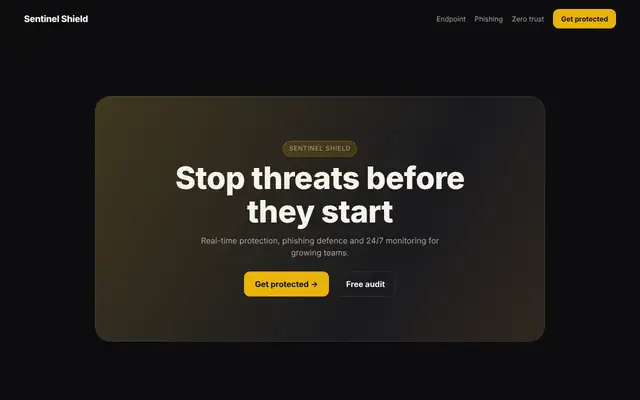 Sentinel Shield
Endpoint Phishing Zero trust Get protected
SENTINEL SHIELD
Stop threats before
they start
Real-time protection, phishing defence and 24/7 monitoring for
growing teams.
Get protected → Free audit